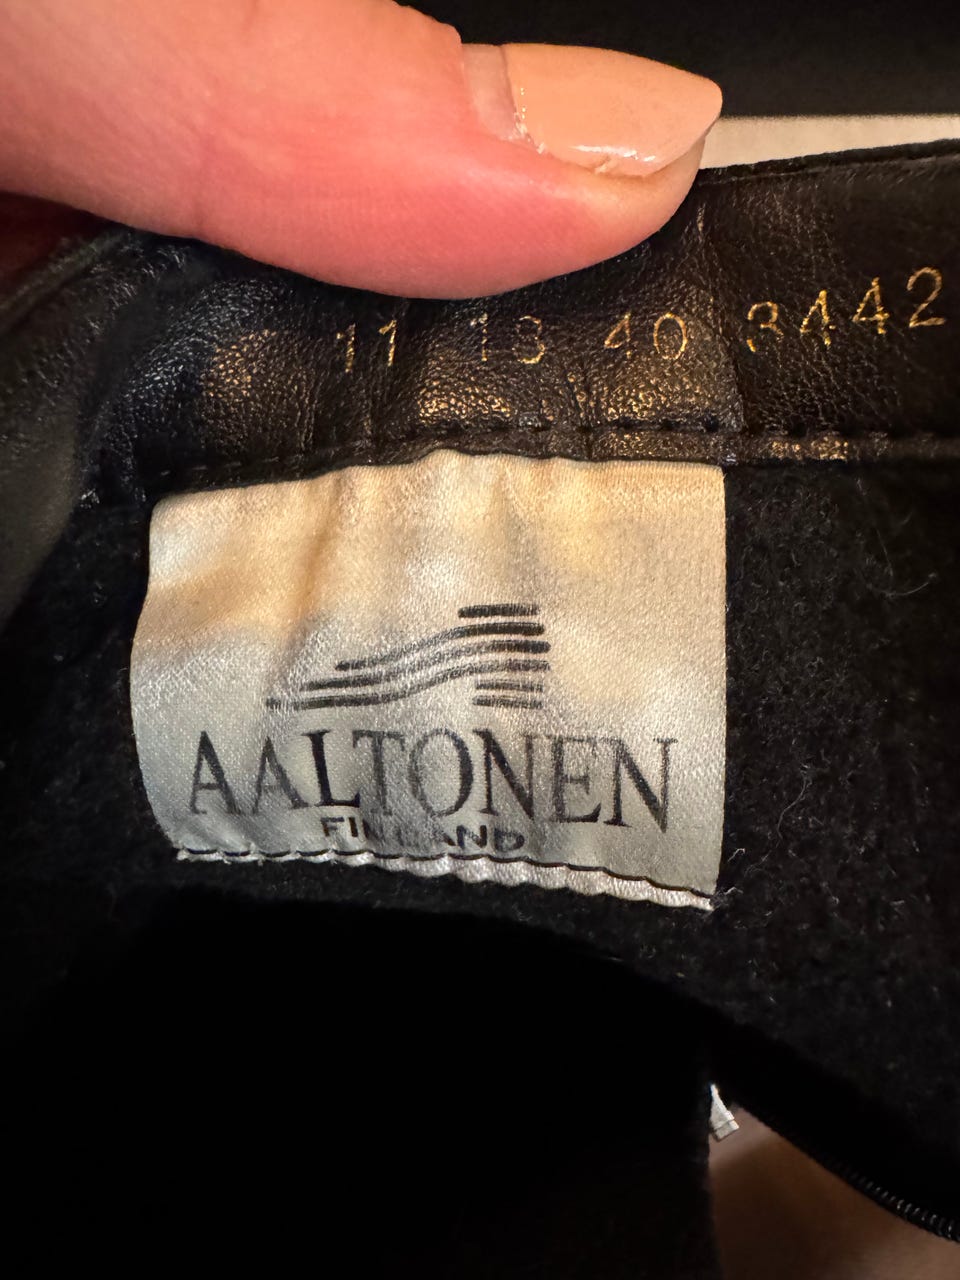 11 13 40 3442
AALTONEN
FINLAND